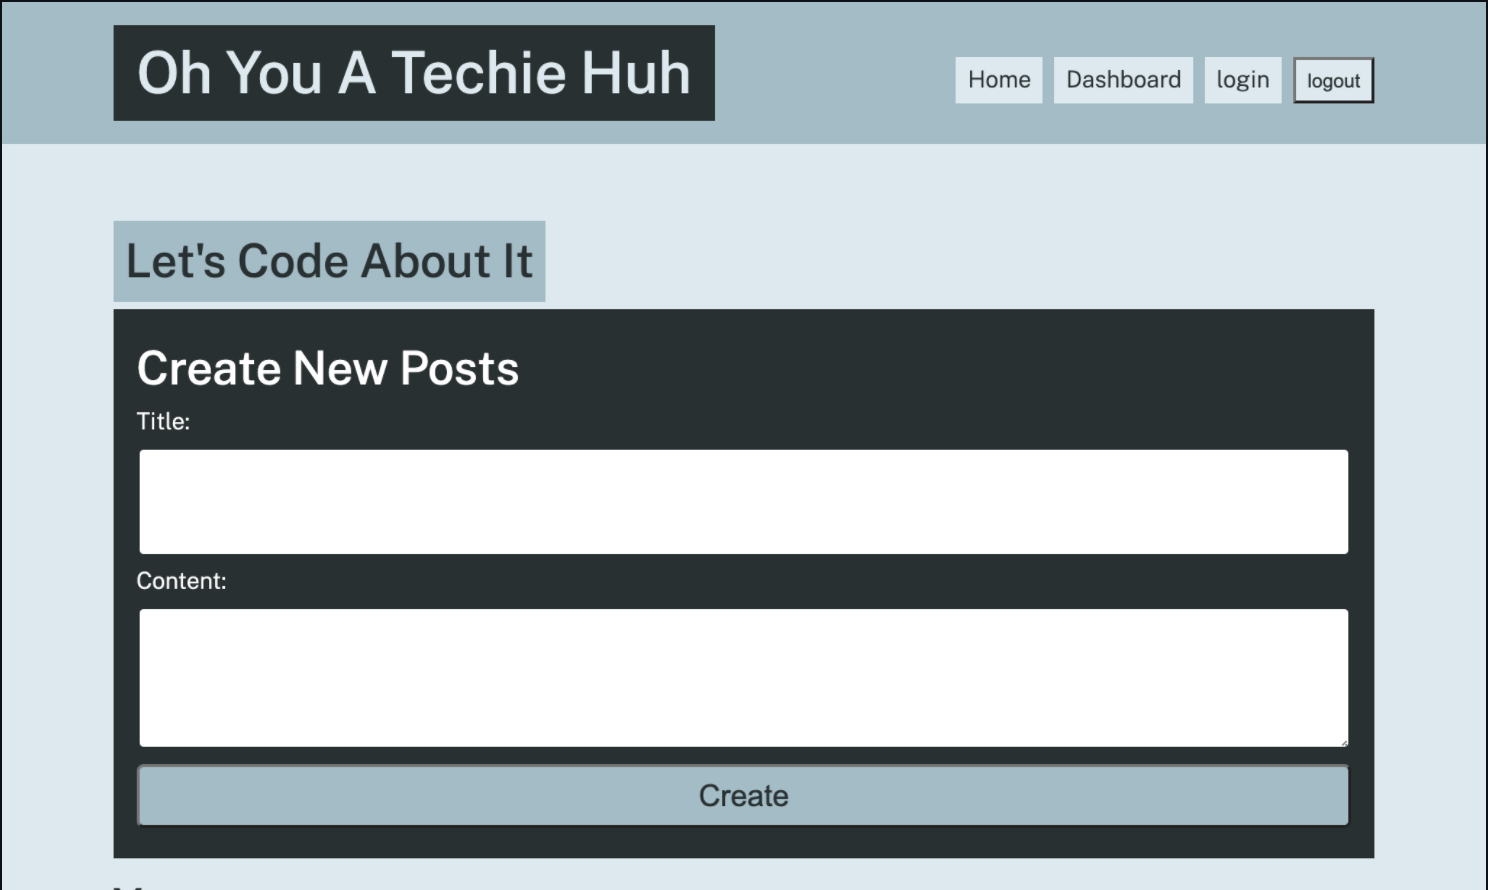 Oh You A Techie Huh
Home Dashboard login logout
Let's Code About It
Create New Posts
Title:
Content:
Create